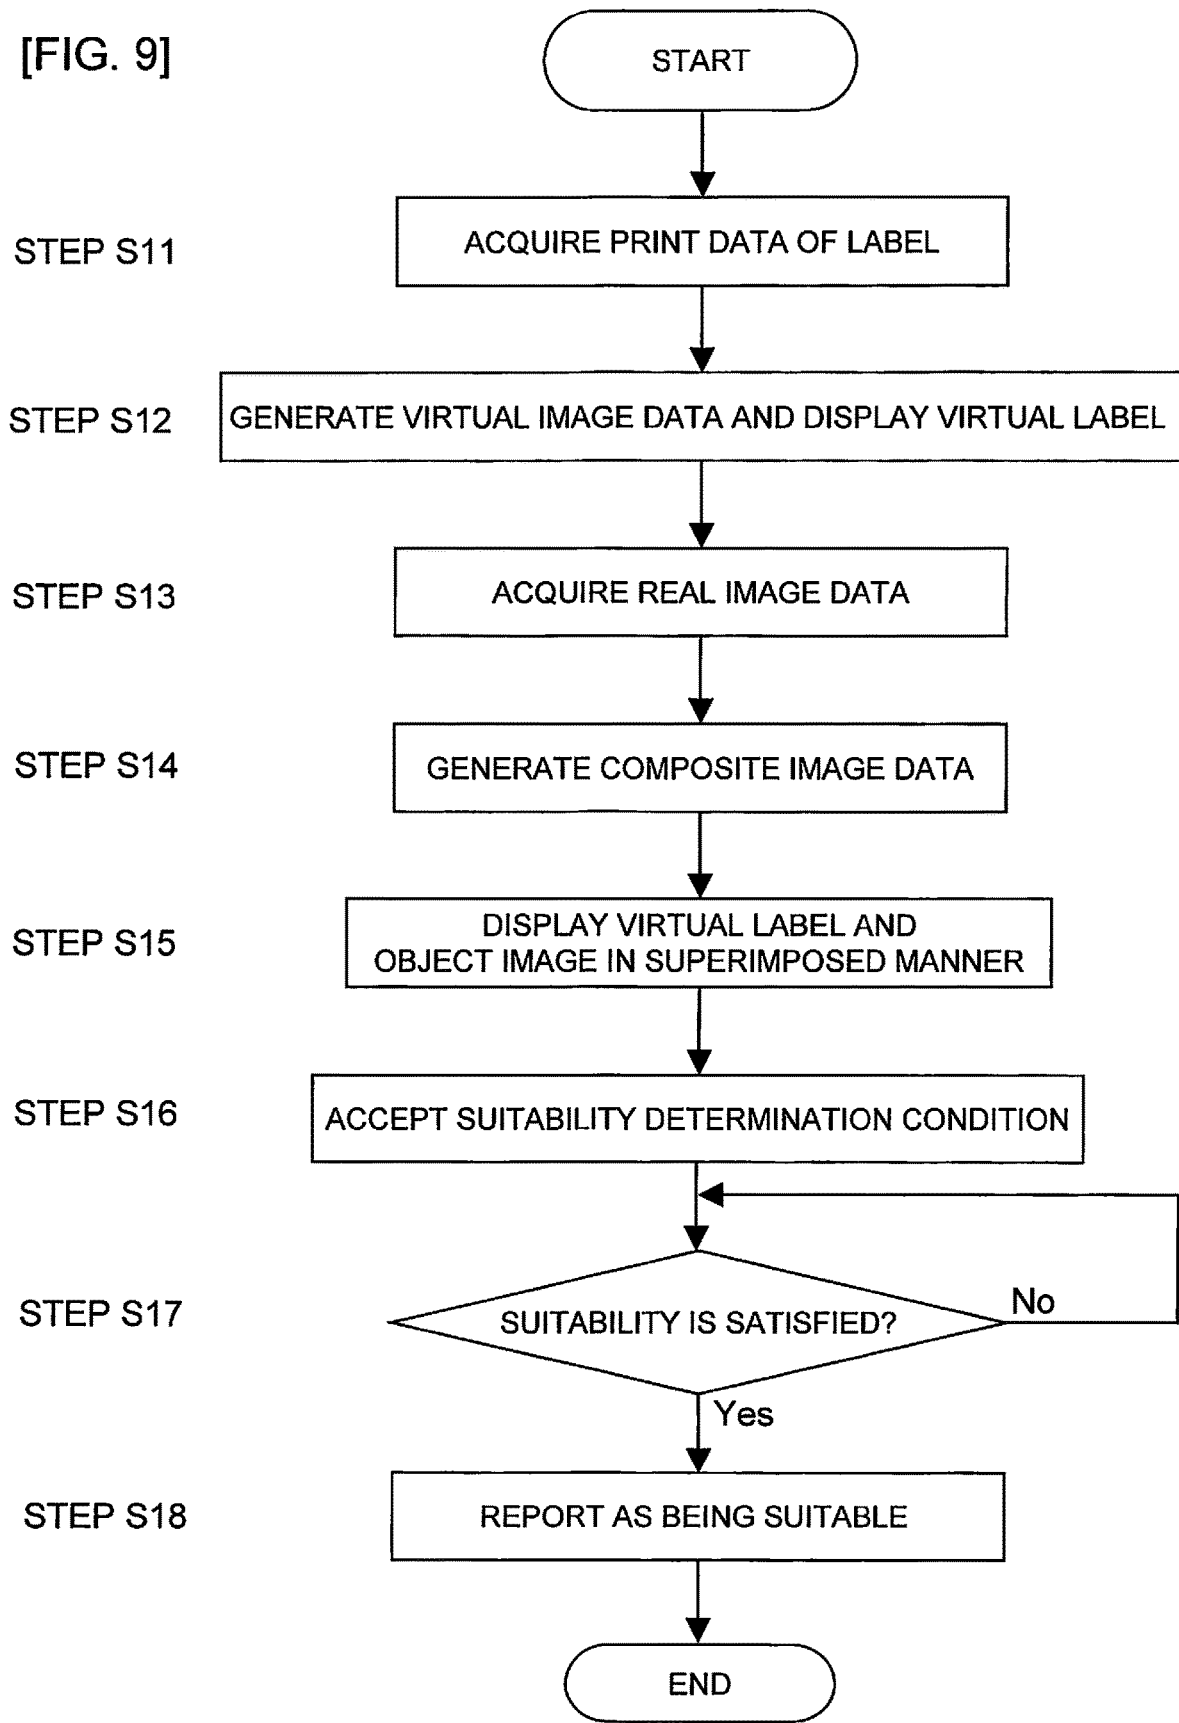 [FIG. 9]
START
STEP S11
ACQUIRE PRINT DATA OF LABEL
STEP S12
GENERATE VIRTUAL IMAGE DATA AND DISPLAY VIRTUAL LABEL
STEP S13
ACQUIRE REAL IMAGE DATA
STEP S14
GENERATE COMPOSITE IMAGE DATA
STEP S15
DISPLAY VIRTUAL LABEL AND
OBJECT IMAGE IN SUPERIMPOSED MANNER
STEP S16
ACCEPT SUITABILITY DETERMINATION CONDITION
STEP S17
SUITABILITY IS SATISFIED?
No
Yes
STEP S18
REPORT AS BEING SUITABLE
END